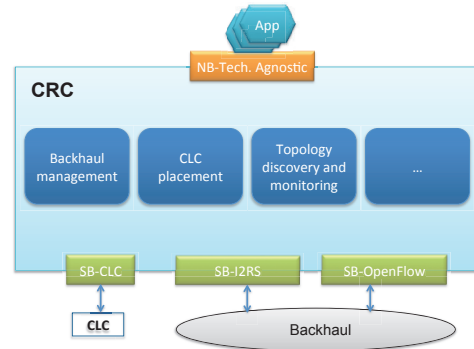 App
NB-Tech. Agnostic
CRC
Backhaul
management
CLC
placement
Topology
discovery and
monitoring
...
SB-CLC
SB-I2RS
SB-OpenFlow
CLC
Backhaul